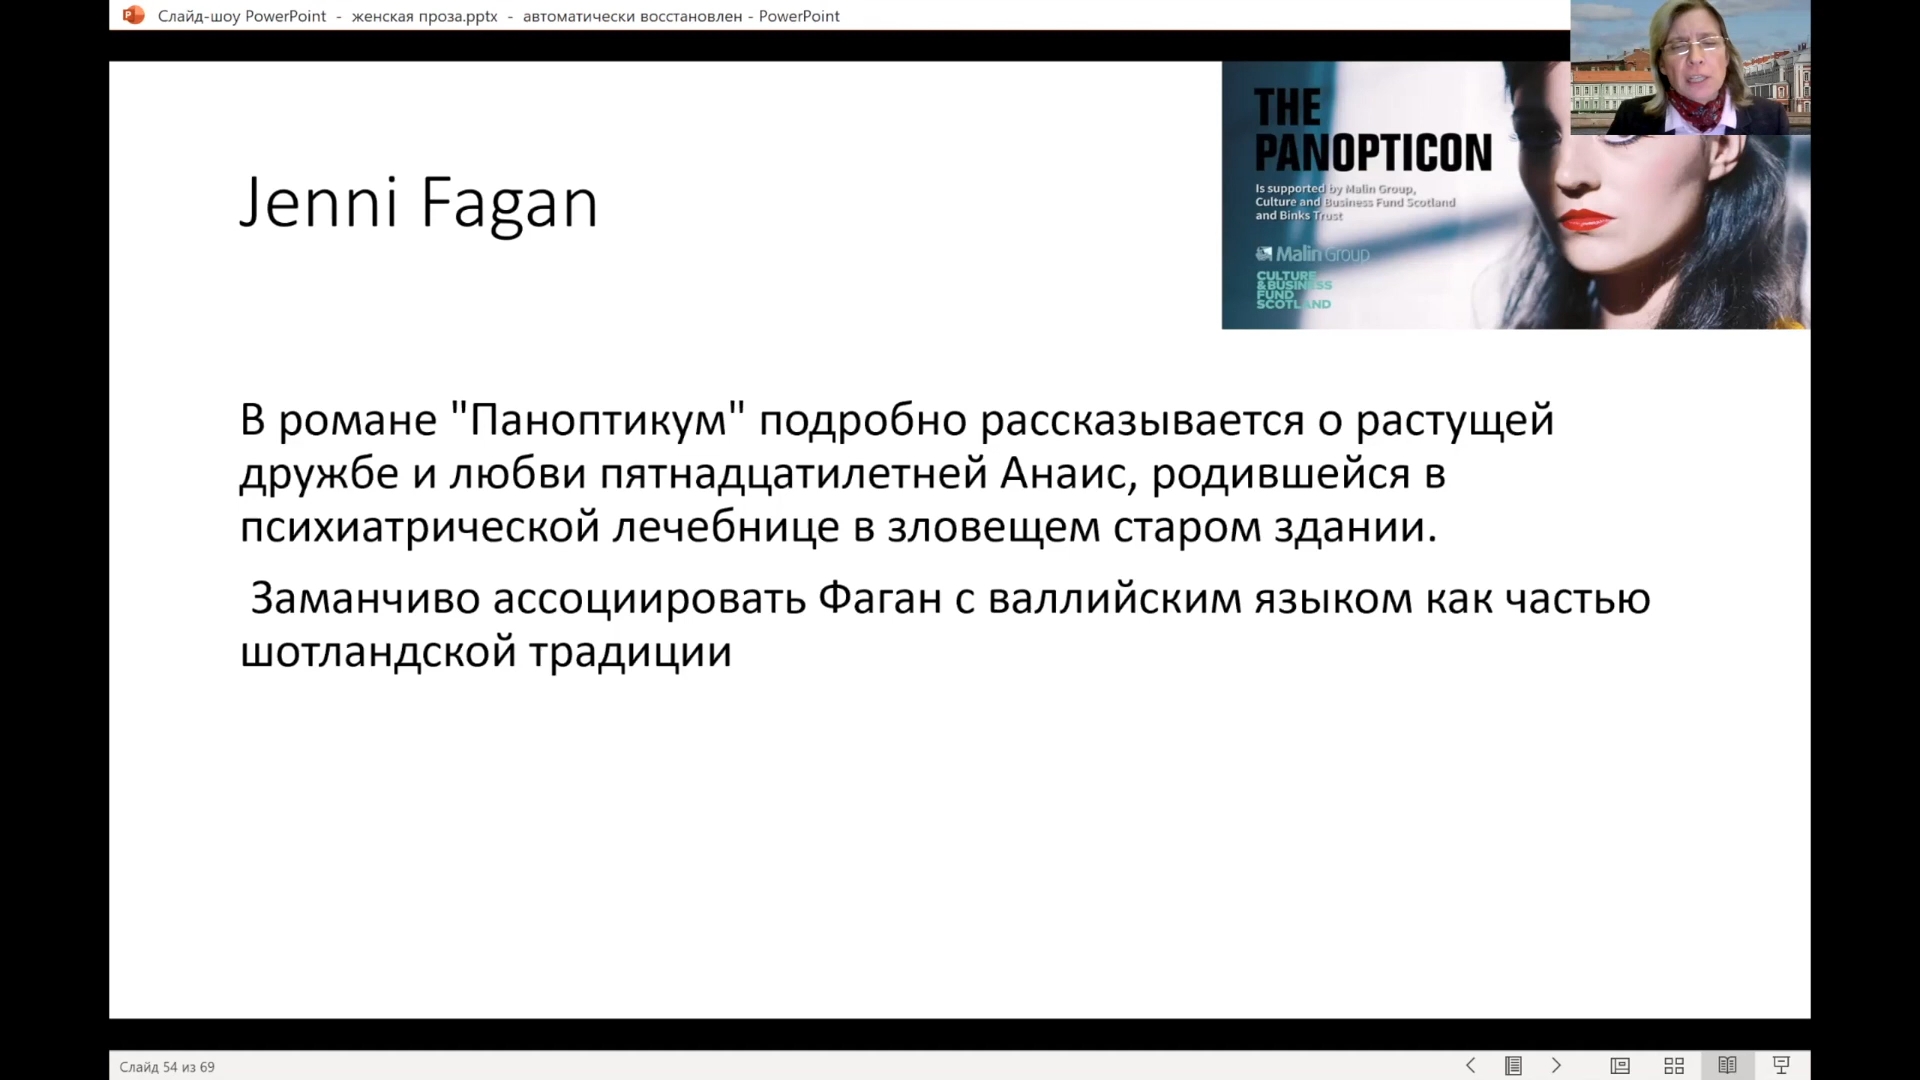 Слайд-шоу PowerPoint - женская проза.pptx - автоматически восстановлен - PowerPoint
THE
PANOPTICON
Is supported by Malin Group,
Culture and Business Fund Scotland
and Binks Trust
Malin Group
CULTURE
&BUSINESS
FUND
SCOTLAND
Jenni Fagan
В романе "Паноптикум" подробно рассказывается о растущей
дружбе и любви пятнадцатилетней Анаис, родившейся в
психиатрической лечебнице в зловещем старом здании.
Заманчиво ассоциировать Фаган с валлийским языком как частью
шотландской традиции
Слайд 54 из 69